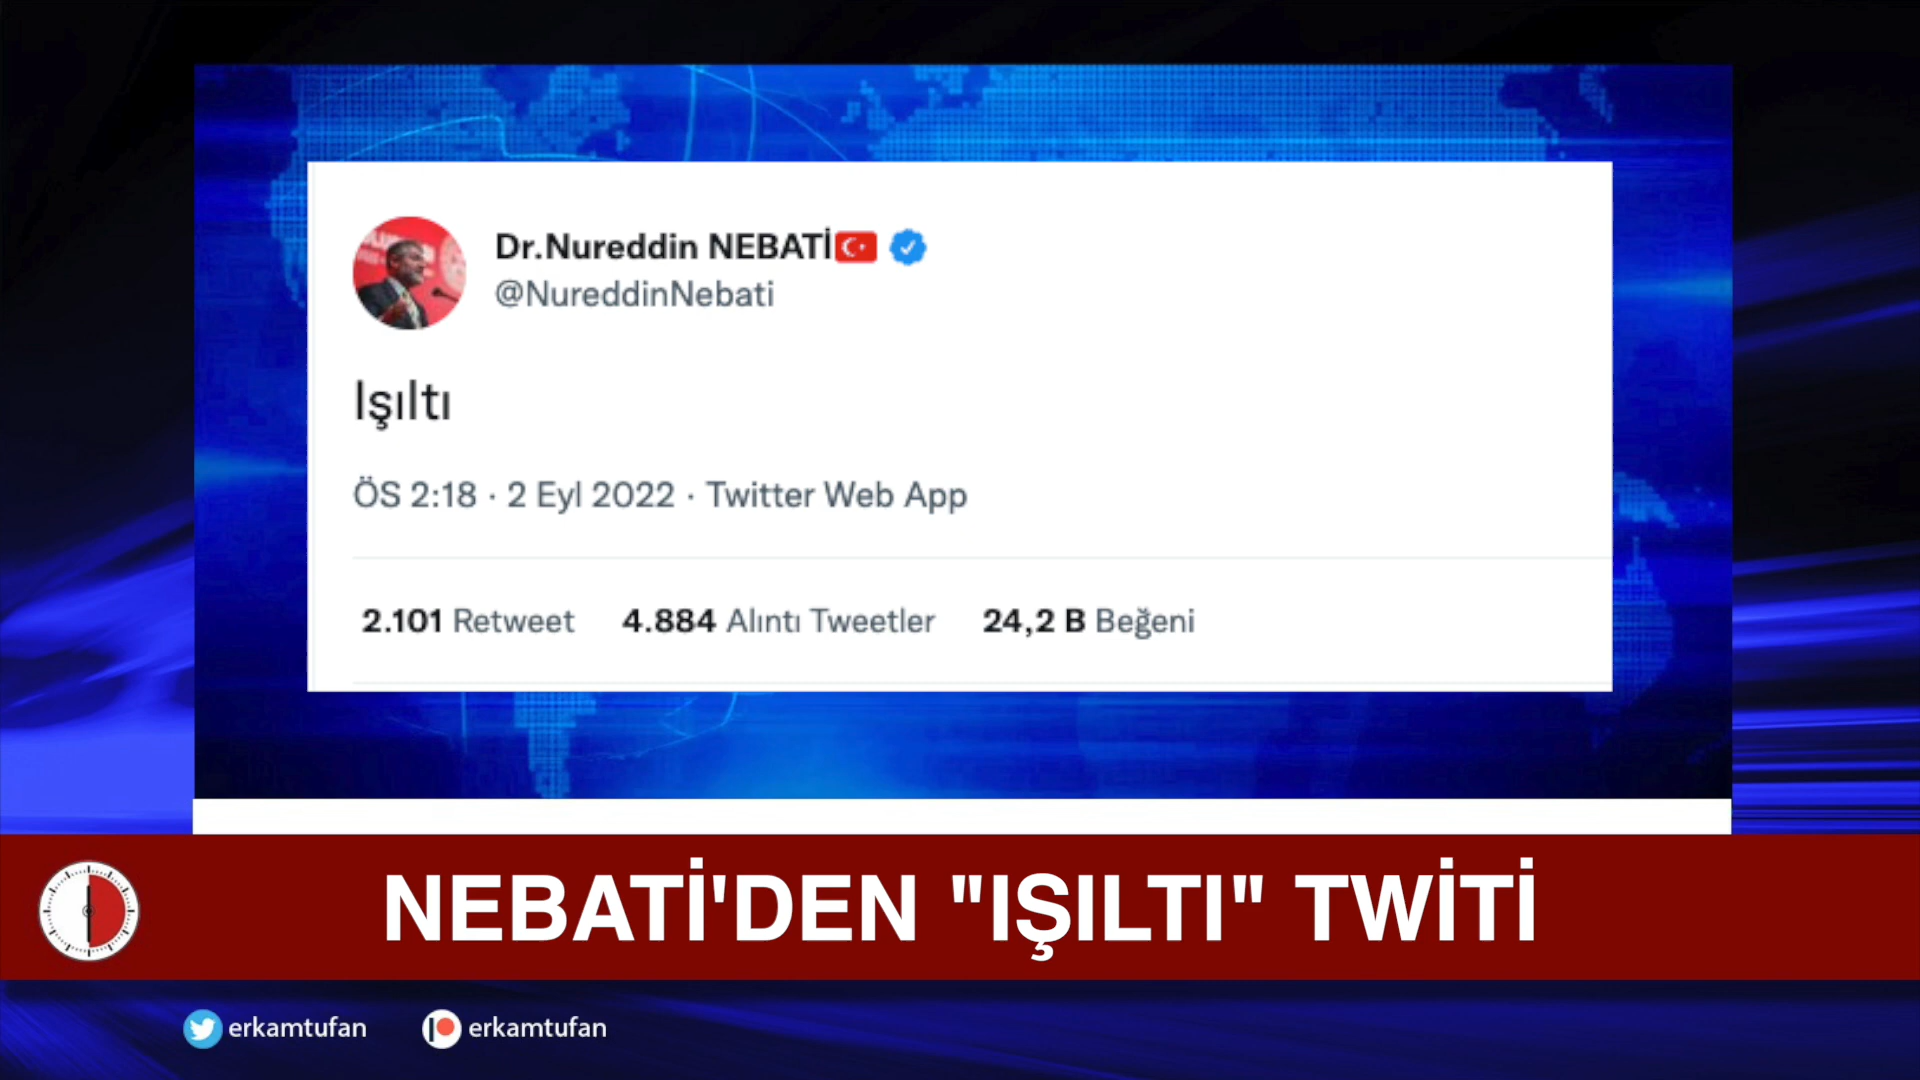 Dr.Nureddin NEBATİ
@NureddinNebati
Işıltı
ÖS 2:18 · 2 Eyl 2022 · Twitter Web App
2.101 Retweet 4.884 Alıntı Tweetler 24,2 B Beğeni
NEBATİ'DEN "IŞILTI" TWİTİ
erkamtufan erkamtufan